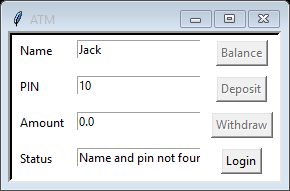 ATM
Name Jack Balance
PIN 10 Deposit
Amount 0.0 Withdraw
Status Name and pin not four Login